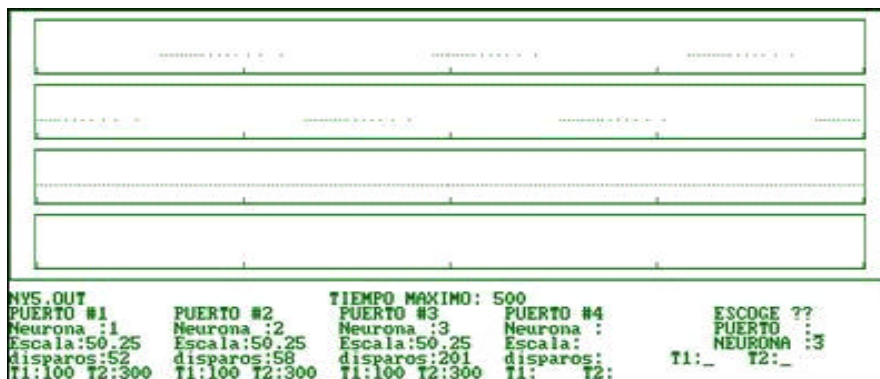 NY5.OUT TIEMPO MAXIMO: 500
PUERTO #1 PUERTO #2 PUERTO #3 PUERTO #4 ESCOGE ??
Neurona :1 Neurona :2 Neurona :3 Neurona : PUERTO :_
Escala:50.25 Escala:50.25 Escala:50.25 Escala: NEURONA :3
disparos:52 disparos:58 disparos:201 disparos: T1:_ T2:_
T1:100 T2:300 T1:100 T2:300 T1:100 T2:300 T1: T2: